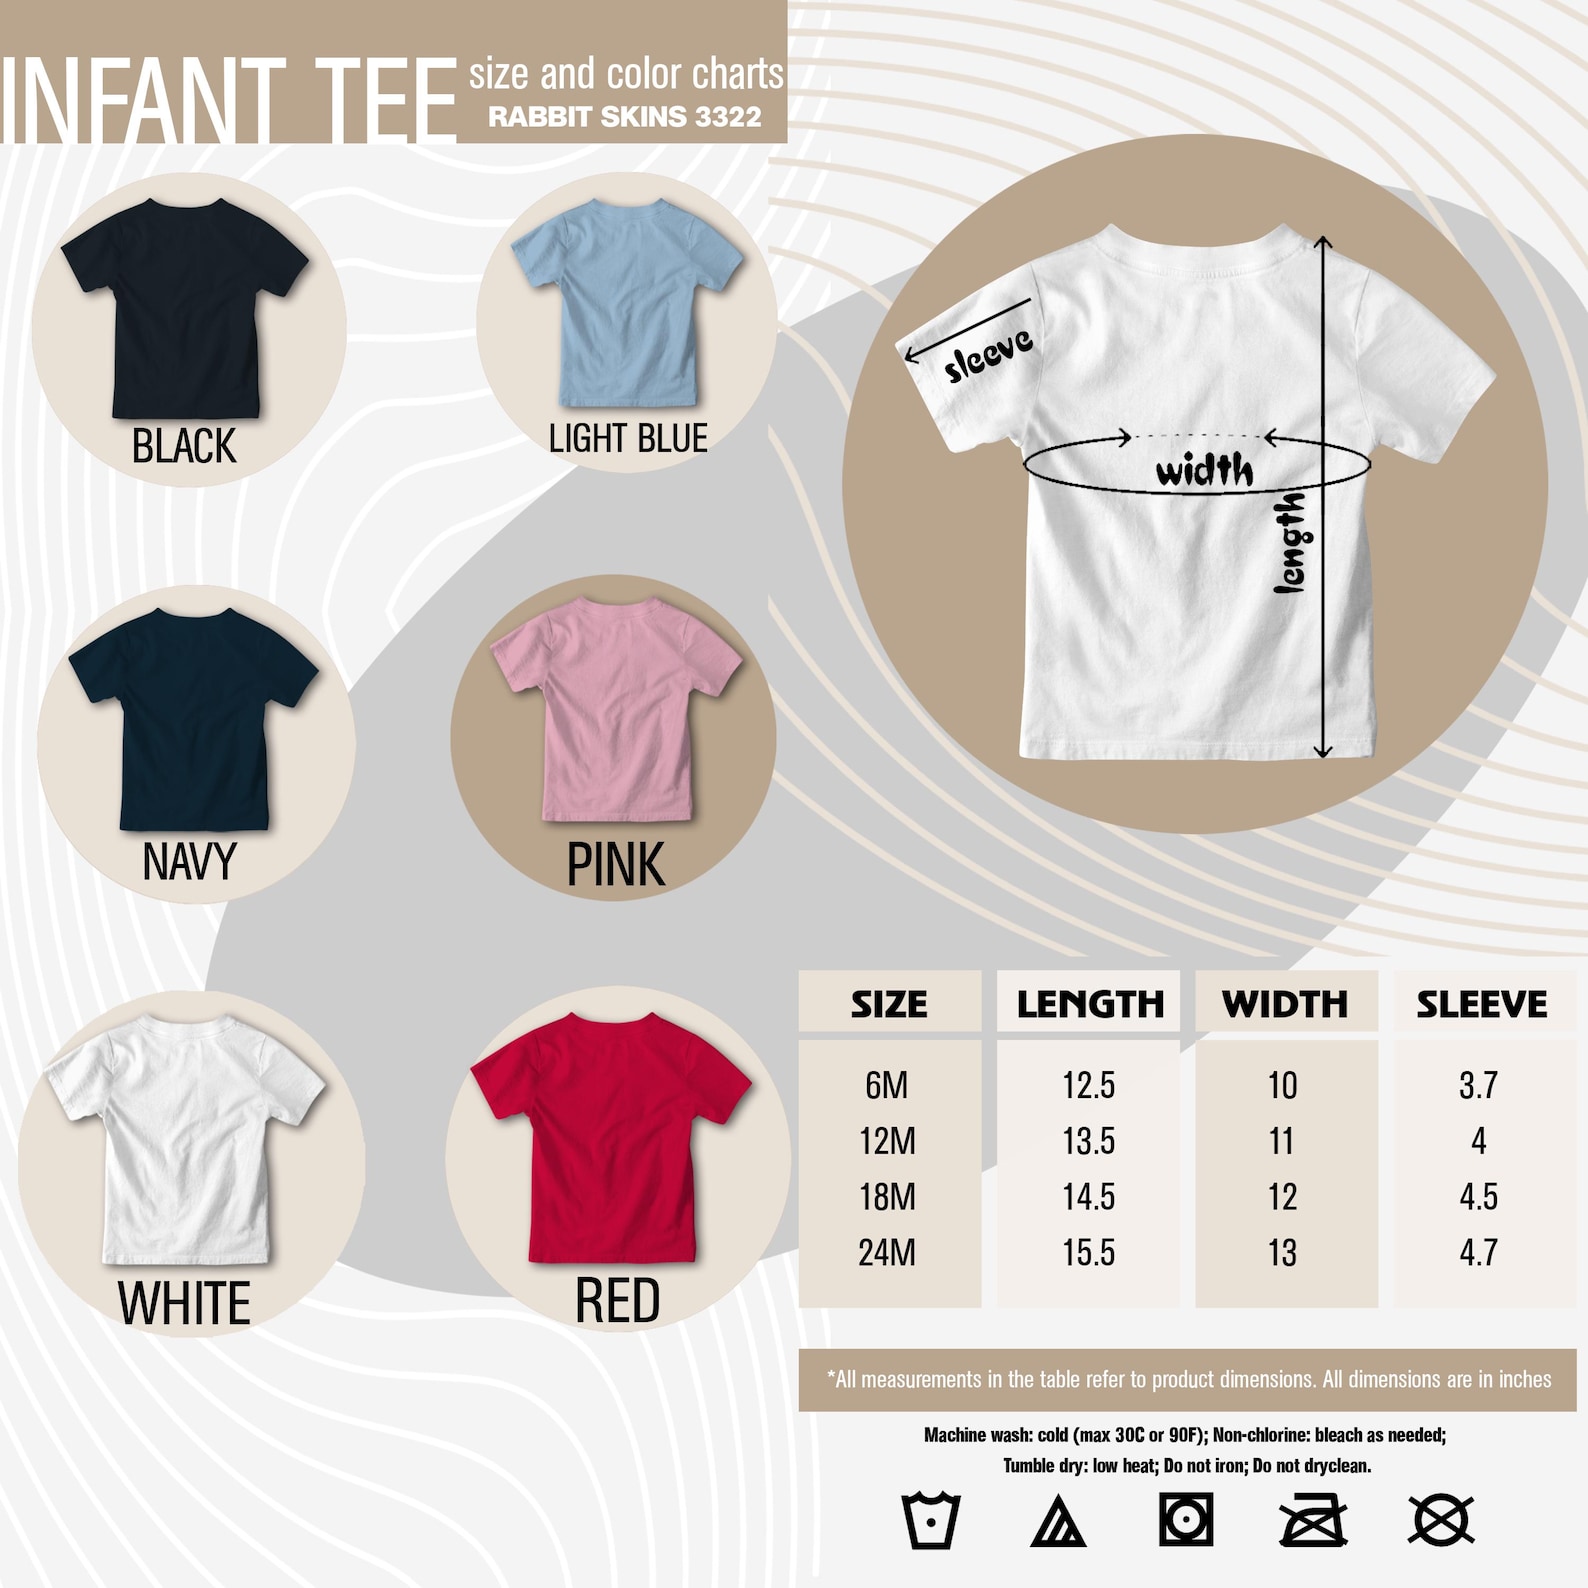 INFANT TEE
size and color charts
RABBIT SKINS 3322
BLACK
LIGHT BLUE
NAVY
PINK
WHITE
RED
sleeve
width
length
SIZE LENGTH WIDTH SLEEVE
6M 12.5 10 3.7
12M 13.5 11 4
18M 14.5 12 4.5
24M 15.5 13 4.7
*All measurements in the table refer to product dimensions. All dimensions are in inches
Machine wash: cold (max 30C or 90F); Non-chlorine: bleach as needed;
Tumble dry: low heat; Do not iron; Do not dryclean.